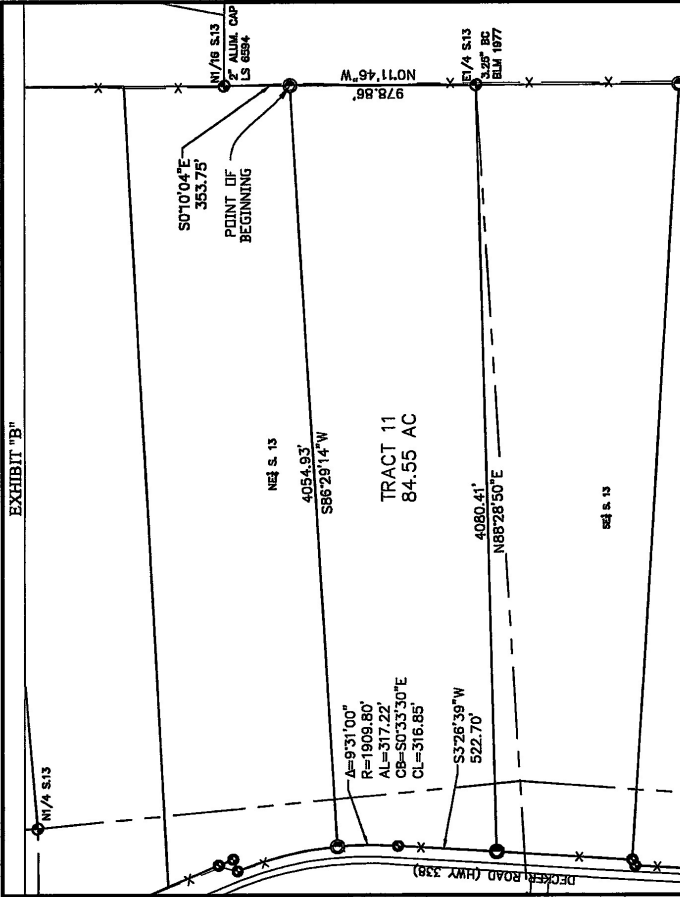 EXHIBIT "B"
N1/16 S.13
2" ALUM. CAP
LS 6594
S0°10'04"E
353.75'
POINT OF
BEGINNING
N0°11'46"W
978.86'
E1/4 S.13
3.25" BC
BLM 1977
NE¼ S. 13
4054.93'
S86°29'14"W
TRACT 11
84.55 AC
4080.41'
N88°28'50"E
SE¼ S. 13
N1/4 S.13
Δ=9°31'00"
R=1909.80'
AL=317.22'
CB=S0°33'30"E
CL=316.85'
S3°26'39"W
522.70'
DECKER ROAD (HWY 338)